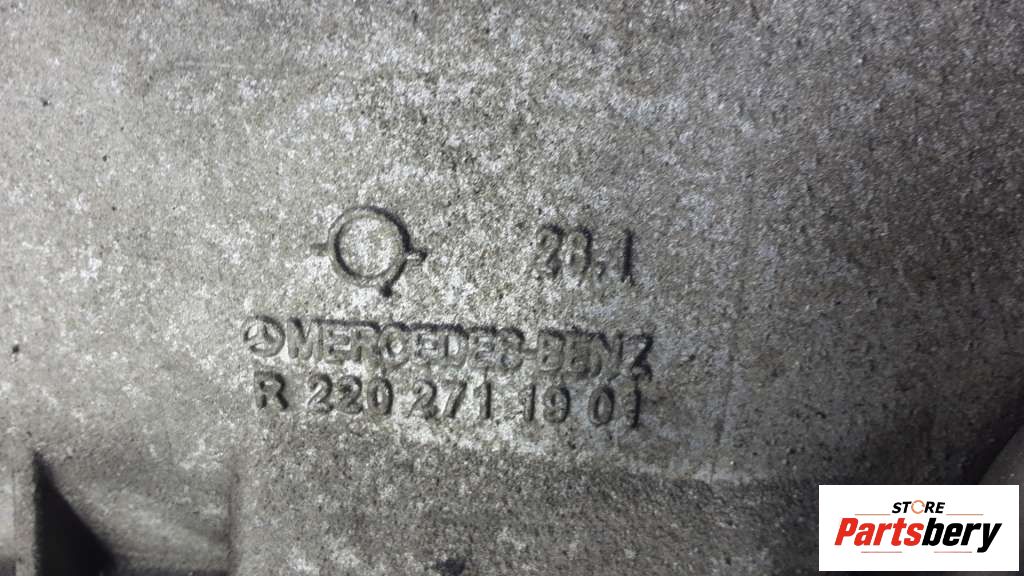 28.1
MERCEDES-BENZ
R 220 271 19 01
STORE
Partsbery